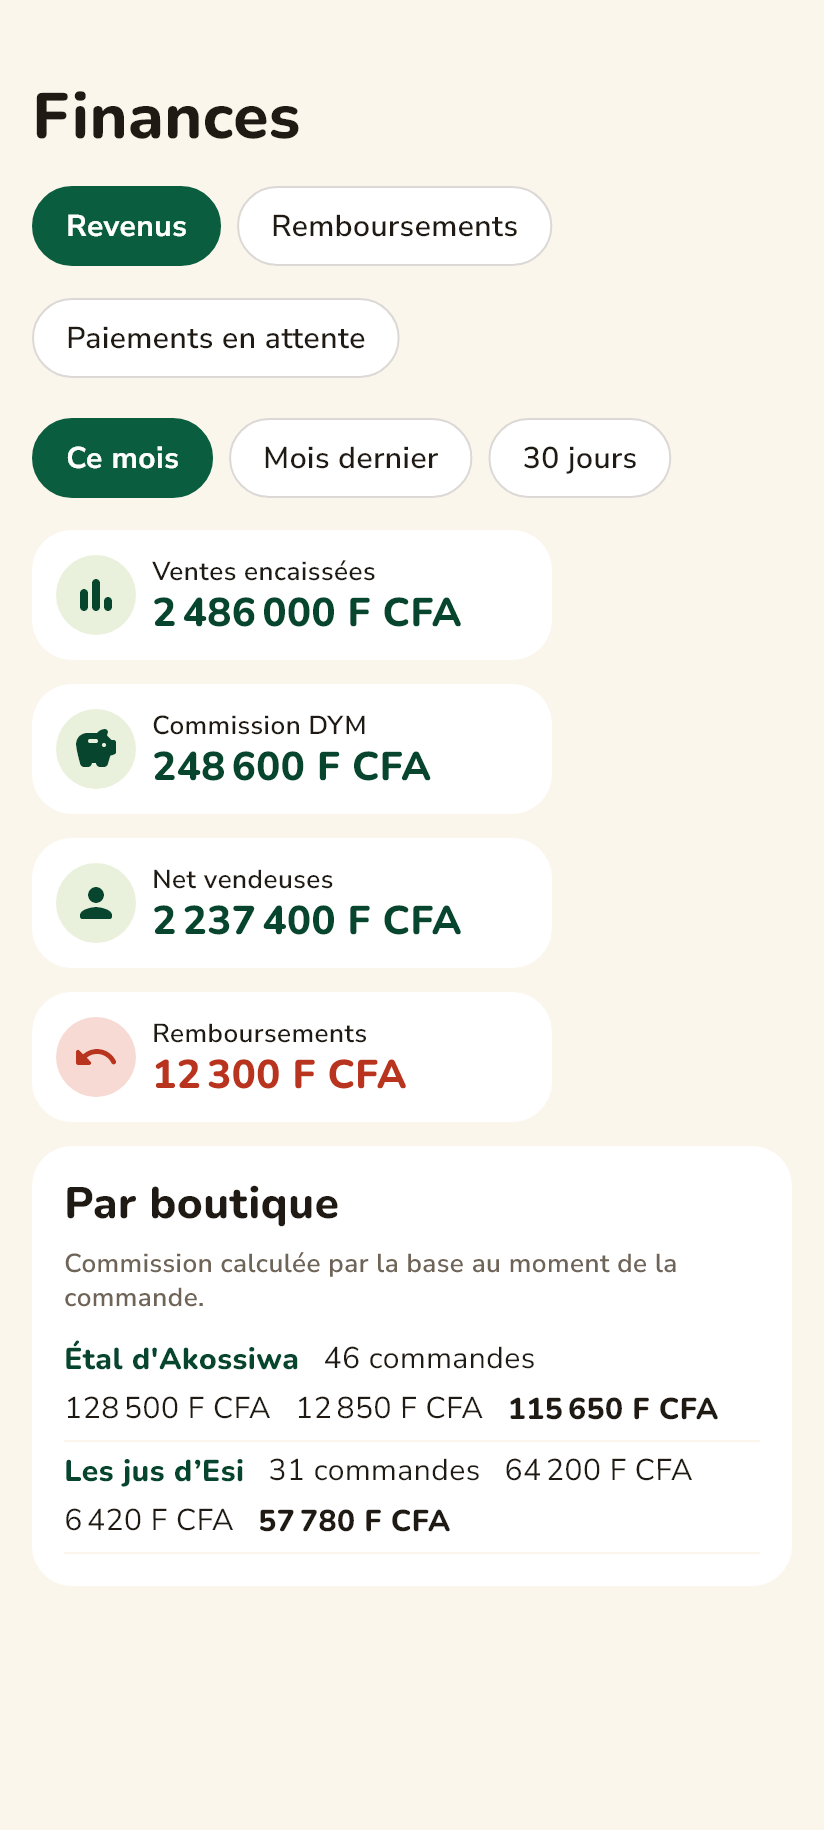 Finances
Revenus Remboursements
Paiements en attente
Ce mois Mois dernier 30 jours
Ventes encaissées
2 486 000 F CFA
Commission DYM
248 600 F CFA
Net vendeuses
2 237 400 F CFA
Remboursements
12 300 F CFA
Par boutique
Commission calculée par la base au moment de la
commande.
Étal d'Akossiwa 46 commandes
128 500 F CFA 12 850 F CFA 115 650 F CFA
Les jus d’Esi 31 commandes 64 200 F CFA
6 420 F CFA 57 780 F CFA